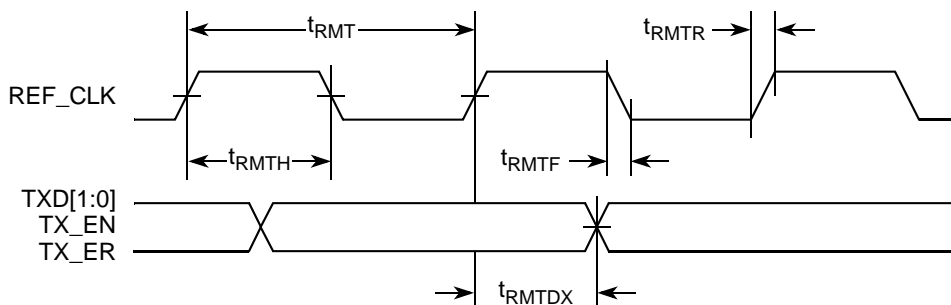 tRMT
tRMTR
REF_CLK
tRMTH
tRMTF
TXD[1:0]
TX_EN
TX_ER
tRMTDX